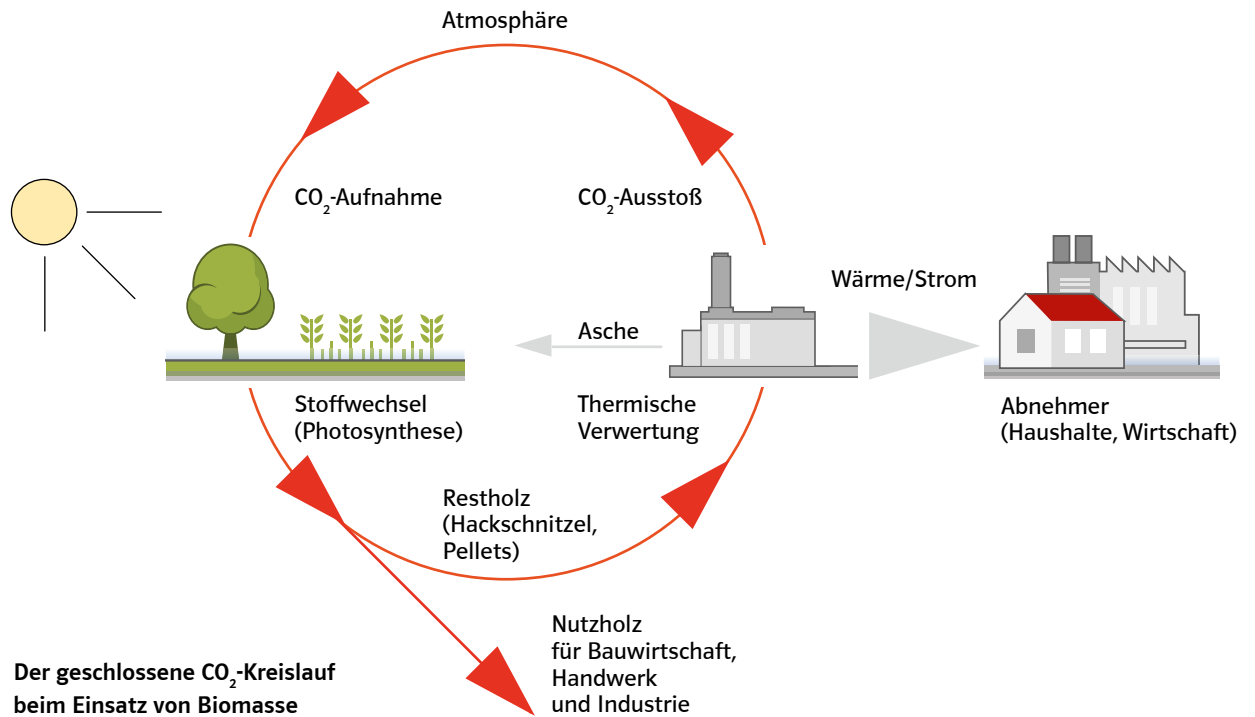 Atmosphäre
CO₂-Aufnahme
CO₂-Ausstoß
Wärme/Strom
Asche
Stoffwechsel
(Photosynthese)
Thermische
Verwertung
Abnehmer
(Haushalte, Wirtschaft)
Restholz
(Hackschnitzel,
Pellets)
Nutzholz
für Bauwirtschaft,
Handwerk
und Industrie
Der geschlossene CO₂-Kreislauf
beim Einsatz von Biomasse